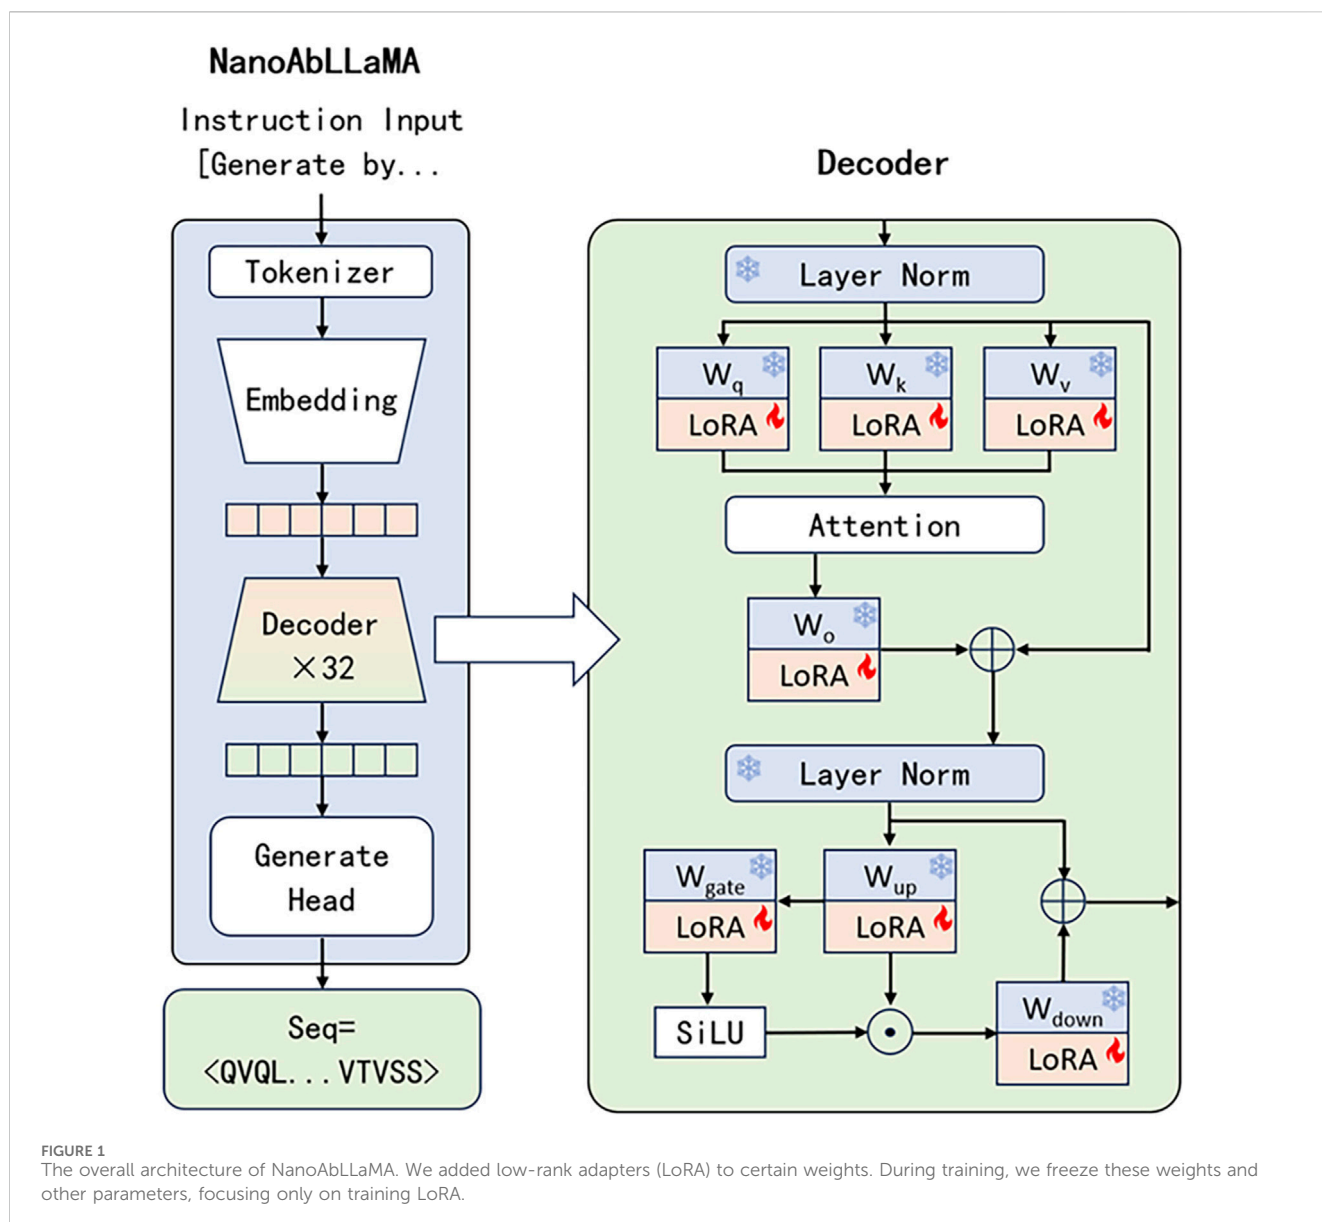 NanoAbLLaMA
Instruction Input
[Generate by...
Tokenizer
Embedding
Decoder
×32
Generate
Head
Seq=
<QVQL...VTVSS>
Decoder
Layer Norm
Wq
LoRA
Wk
LoRA
Wv
LoRA
Attention
Wo
LoRA
Layer Norm
Wgate
LoRA
Wup
LoRA
SiLU
Wdown
LoRA
FIGURE 1
The overall architecture of NanoAbLLaMA. We added low-rank adapters (LoRA) to certain weights. During training, we freeze these weights and
other parameters, focusing only on training LoRA.